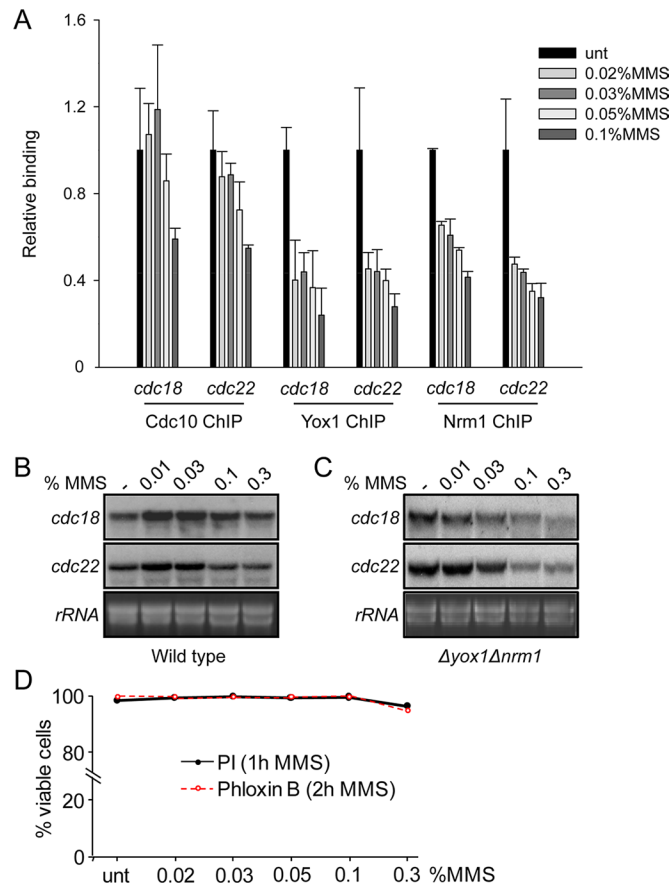 A
1.6
1.2
0.8
0.4
0
Relative binding
unt
0.02%MMS
0.03%MMS
0.05%MMS
0.1%MMS
cdc18 cdc22 cdc18 cdc22 cdc18 cdc22
Cdc10 ChIP Yox1 ChIP Nrm1 ChIP
B
% MMS - 0.01 0.03 0.1 0.3
cdc18
cdc22
rRNA
Wild type
C
% MMS - 0.01 0.03 0.1 0.3
cdc18
cdc22
rRNA
Δyox1Δnrm1
D
100
80
20
0
% viable cells
PI (1h MMS)
Phloxin B (2h MMS)
unt 0.02 0.03 0.05 0.1 0.3 %MMS